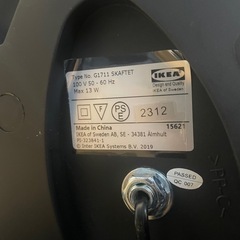 Type No. G1711 SKAFTET
100 V 50 - 60 Hz
Max 13 W
IKEA
Design and Quality
IKEA of Sweden
F
PS
E
2312
Made in China
15621
IKEA of Sweden AB, SE - 34381 Älmhult
© Inter IKEA Systems B.V. 2019
PASSED
QC 007